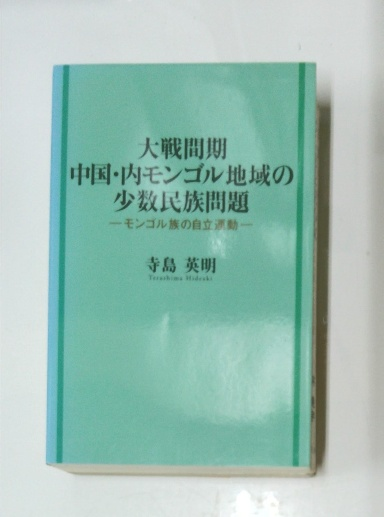 大戦間期
中国・内モンゴル地域の
少数民族問題
―モンゴル族の自立運動―
寺島 英明
Terashima Hideaki